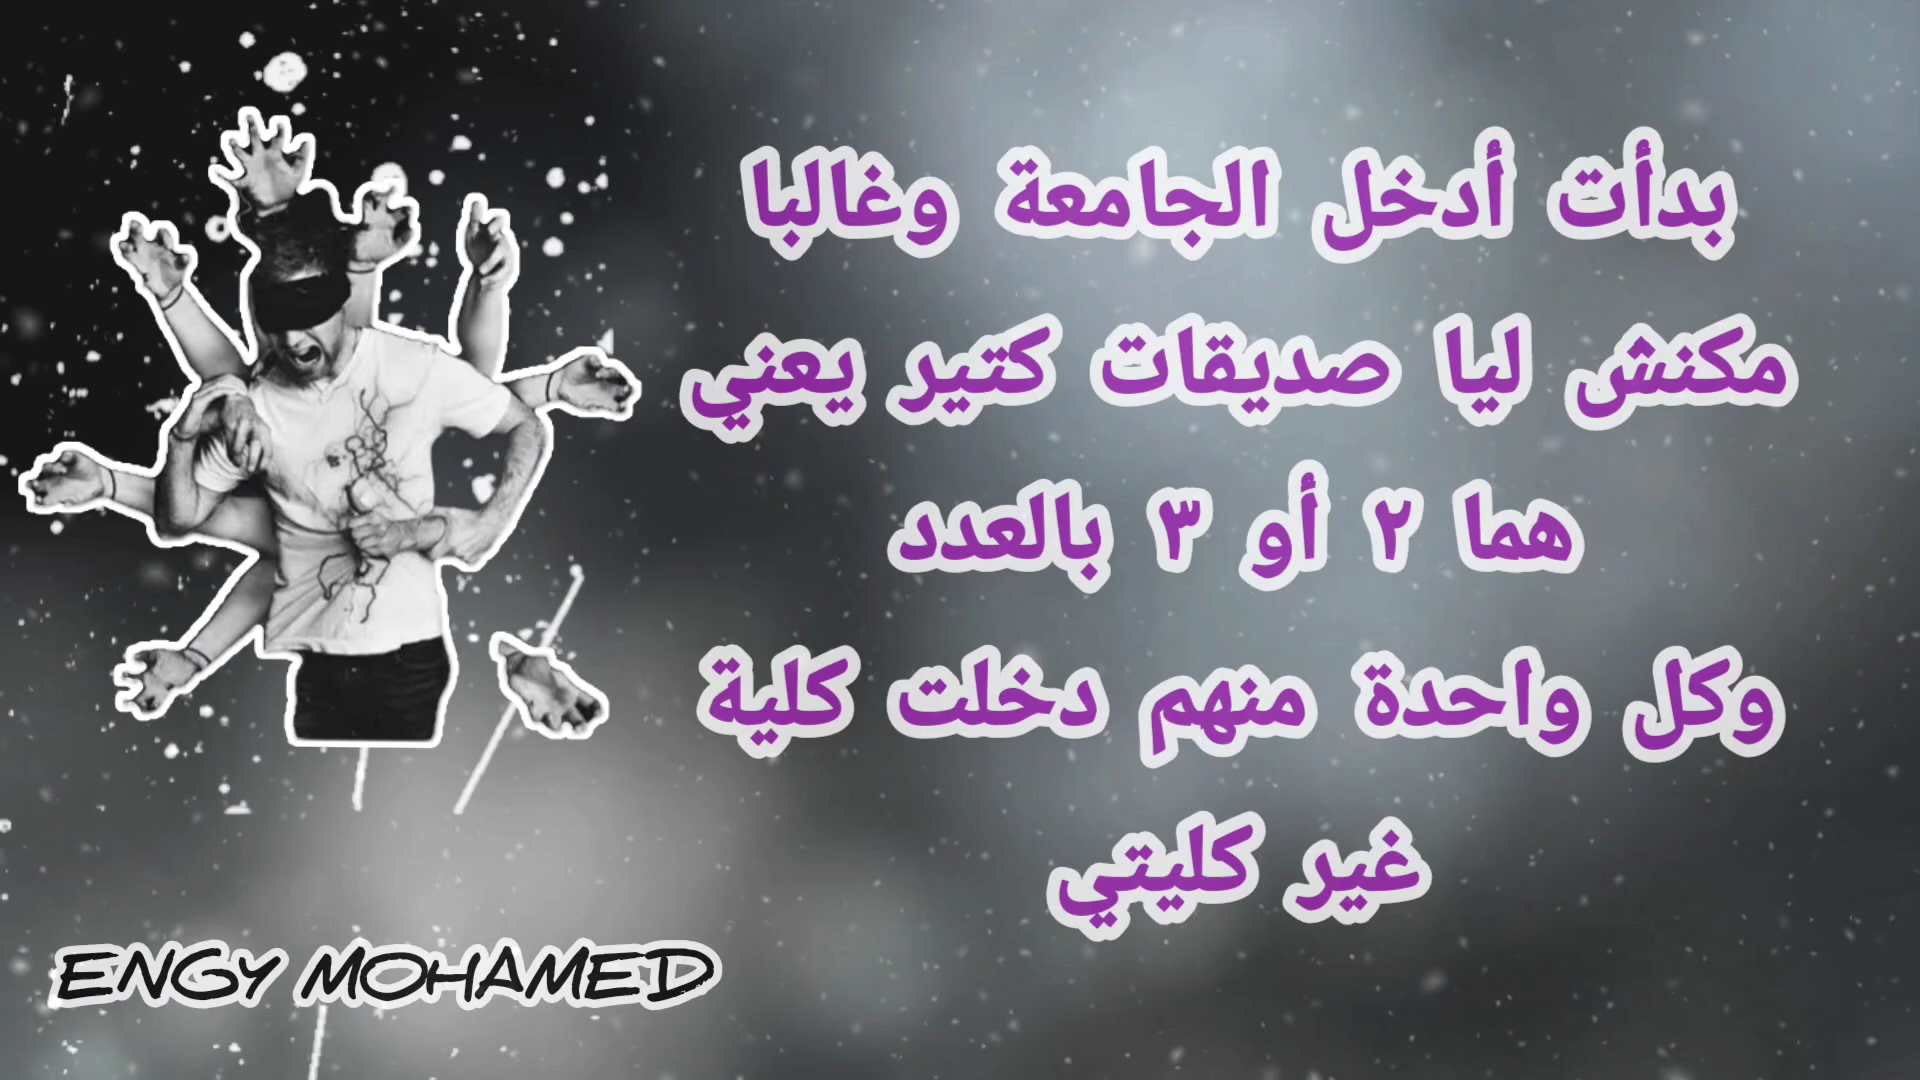 بدأت أدخل الجامعة وغالبا
مكنش ليا صديقات كتير يعني
هما ٢ أو ٣ بالعدد
وكل واحدة منهم دخلت كلية
غير كليتي
ENGY MOHAMED